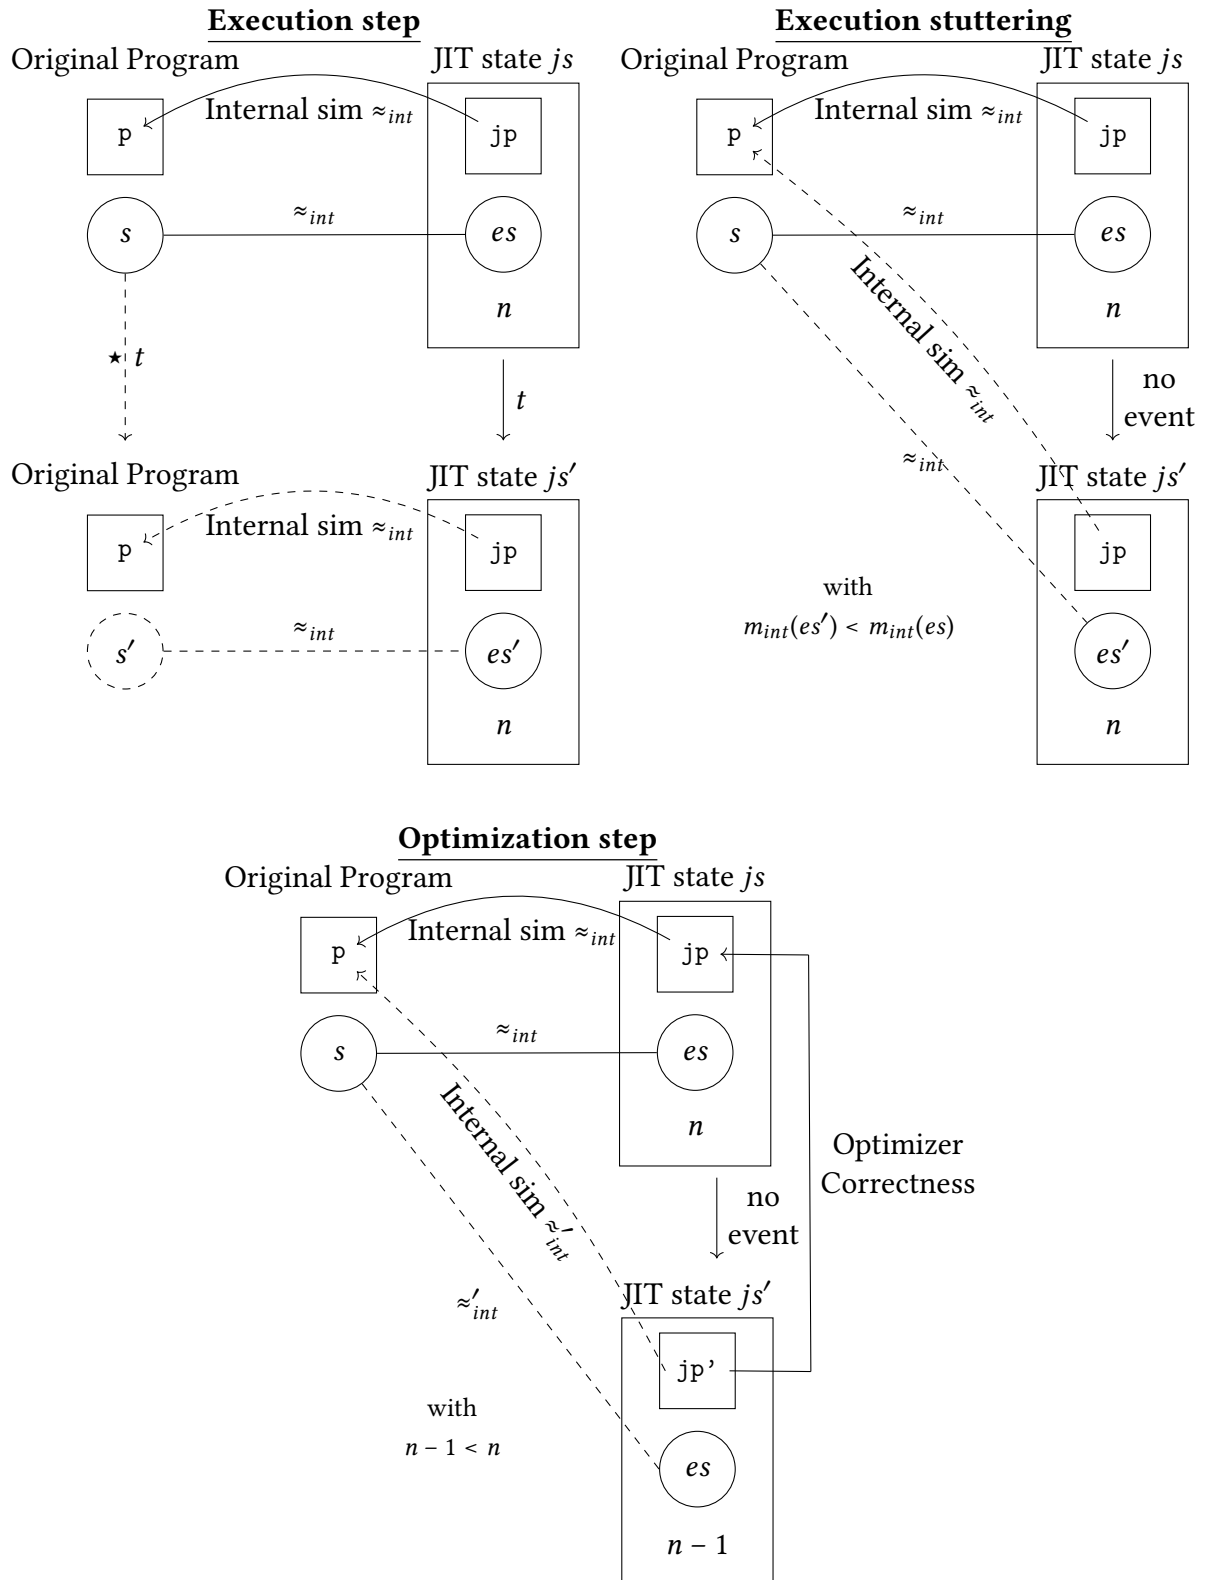 Execution step
Original Program
JIT state js
Internal sim ≈int
p
jp
s
≈int
es
n
★ t
t
Original Program
JIT state js′
Internal sim ≈int
p
jp
s′
≈int
es′
n
Execution stuttering
Original Program
JIT state js
Internal sim ≈int
p
jp
s
≈int
es
n
Internal sim ≈int
no
event
≈int
JIT state js′
jp
with
mint(es′) < mint(es)
es′
n
Optimization step
Original Program
JIT state js
Internal sim ≈int
p
jp
s
≈int
es
n
Internal sim ≈′int
Optimizer
Correctness
no
event
≈′int
JIT state js′
jp'
with
n − 1 < n
es
n − 1